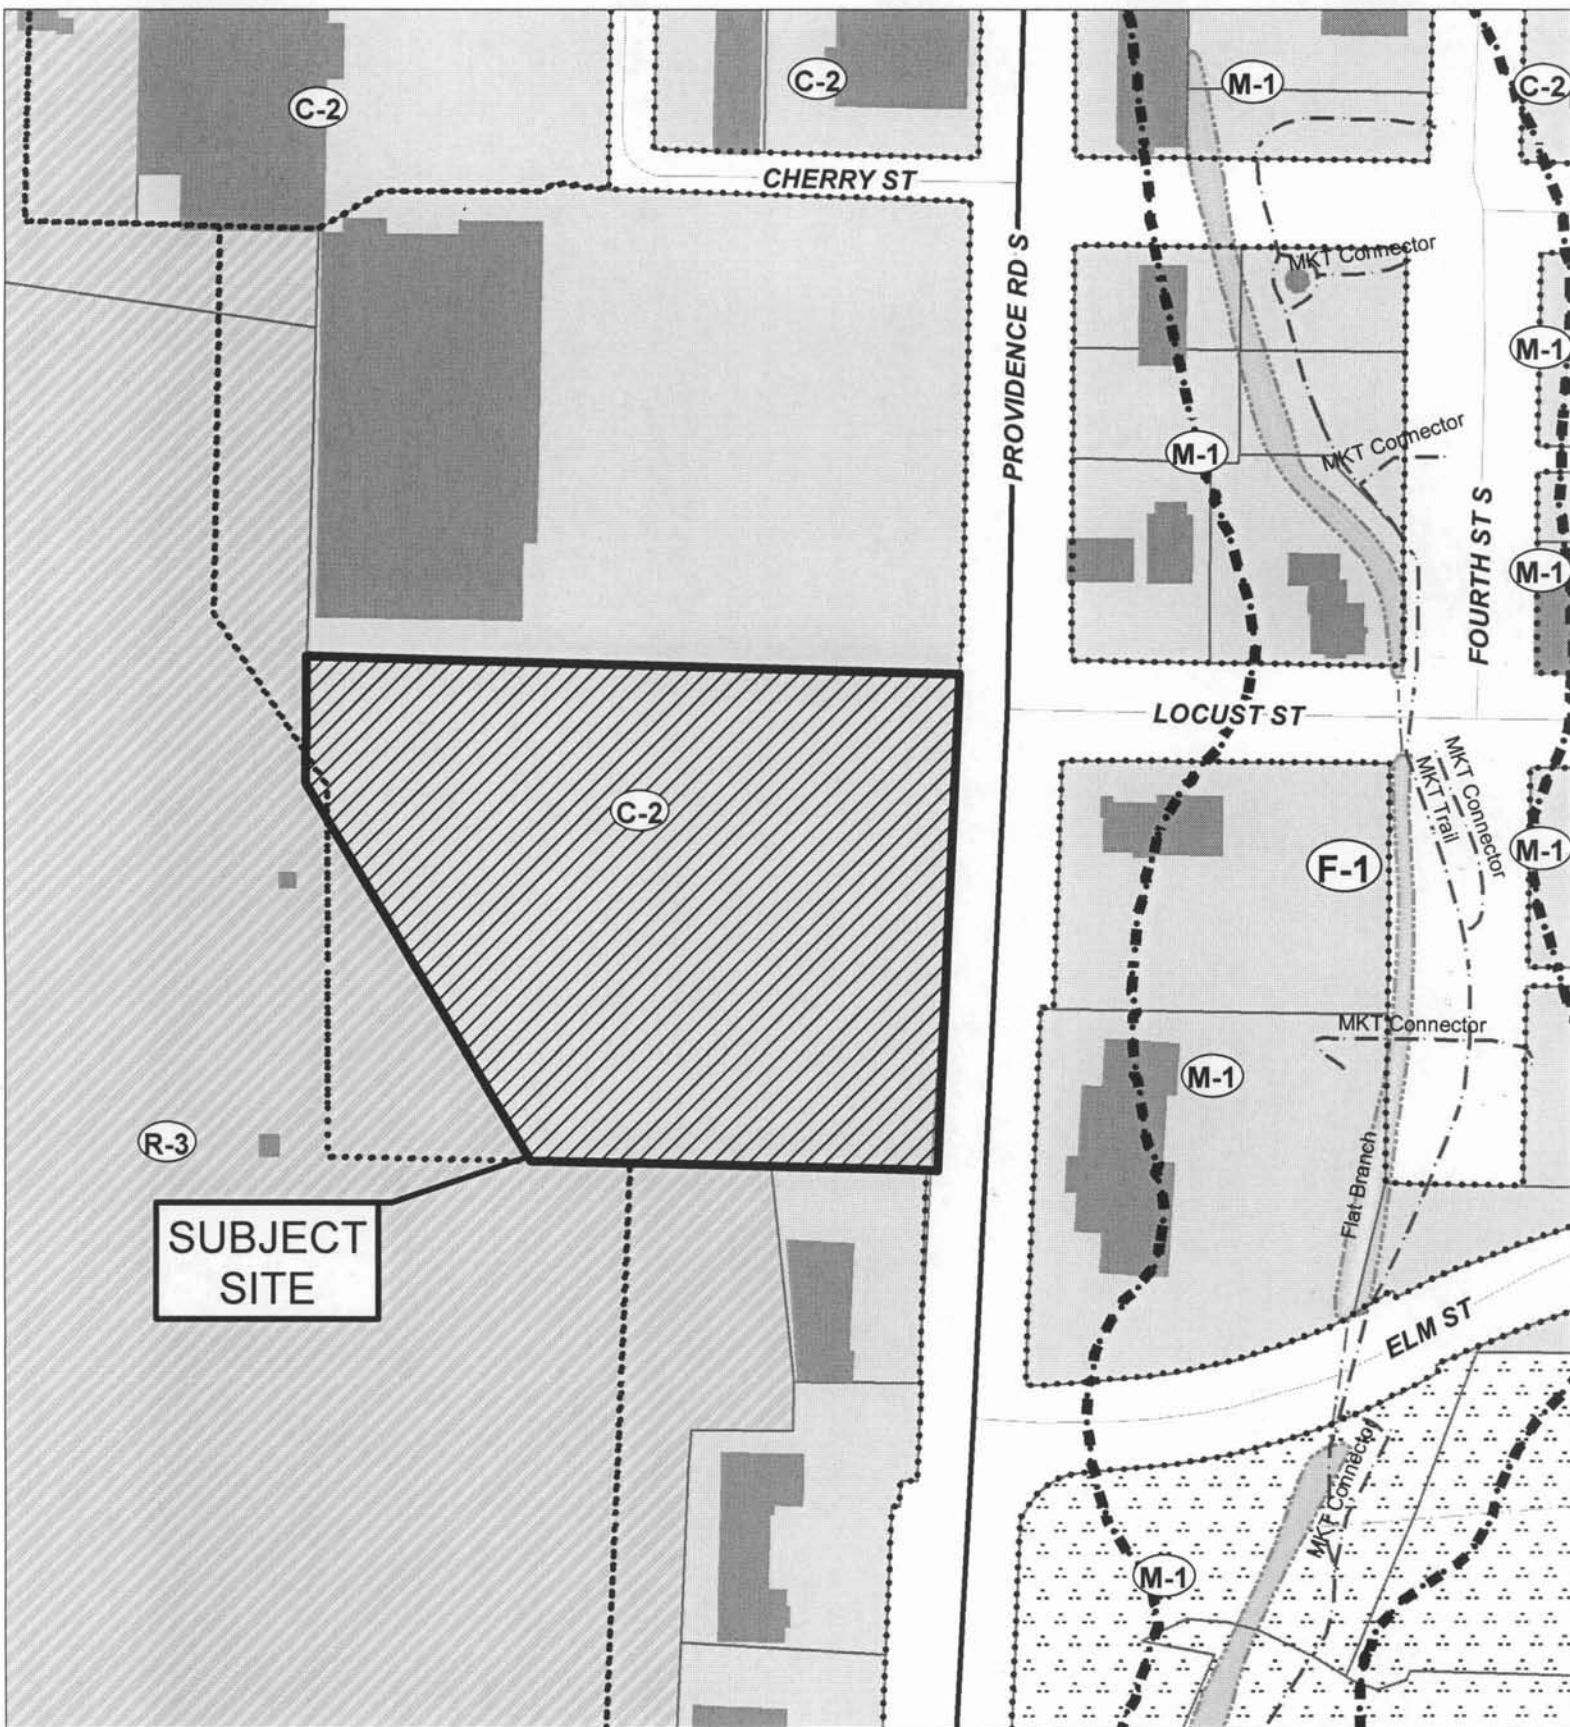 C-2
C-2
M-1
C-2
CHERRY ST
PROVIDENCE RD S
MKT Connector
M-1
MKT Connector
M-1
FOURTH ST S
M-1
LOCUST ST
C-2
MKT Connector
MKT Trail
F-1
M-1
MKT Connector
M-1
R-3
Flat Branch
SUBJECT
SITE
ELM ST
MKT Connector
M-1